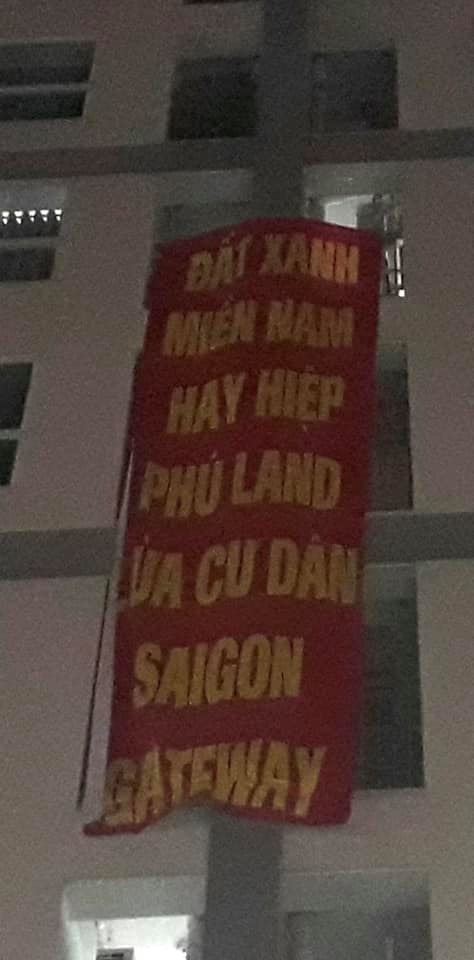 ĐẤT XANH
MIỀN NAM
HAY HIỆP
PHÚ LAND
LỪA CƯ DÂN
SAIGON
GATEWAY